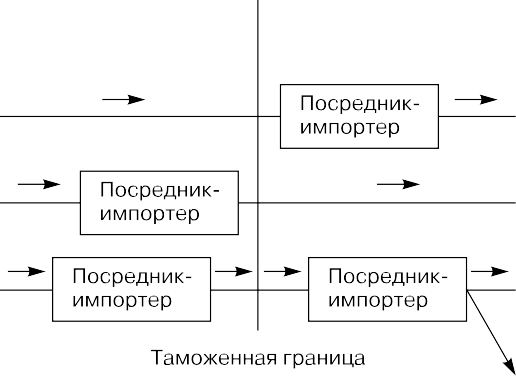 Посредник-
импортер
Посредник-
импортер
Посредник-
импортер
Посредник-
импортер
Таможенная граница